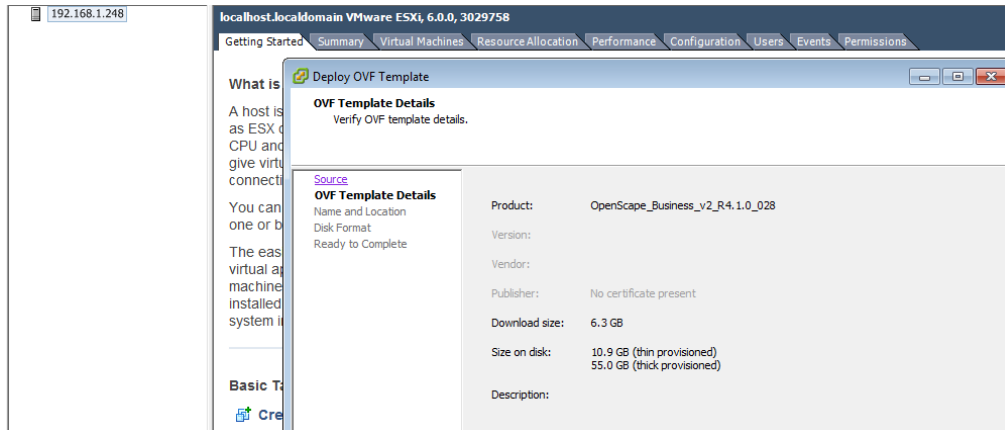 192.168.1.248
localhost.localdomain VMware ESXi, 6.0.0, 3029758
Getting Started Summary Virtual Machines Resource Allocation Performance Configuration Users Events Permissions
What is
A host is
as ESX
CPU and
give virtu
connecti
You can
one or b
The eas
virtual a
machine
installed
system i
Basic Ta
Cre
Deploy OVF Template
OVF Template Details
Verify OVF template details.
Source
OVF Template Details
Name and Location
Disk Format
Ready to Complete
Product: OpenScape_Business_v2_R4.1.0_028
Version:
Vendor:
Publisher: No certificate present
Download size: 6.3 GB
Size on disk: 10.9 GB (thin provisioned)
55.0 GB (thick provisioned)
Description: